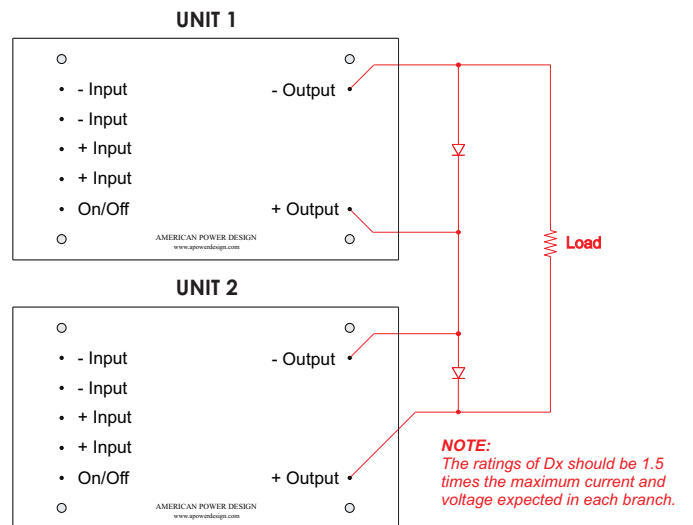 UNIT 1
- Input
- Output
- Input
+ Input
+ Input
On/Off
+ Output
AMERICAN POWER DESIGN
www.apowerdesign.com
Load
UNIT 2
- Input
- Output
- Input
+ Input
+ Input
On/Off
+ Output
AMERICAN POWER DESIGN
www.apowerdesign.com
NOTE:
The ratings of Dx should be 1.5
times the maximum current and
voltage expected in each branch.